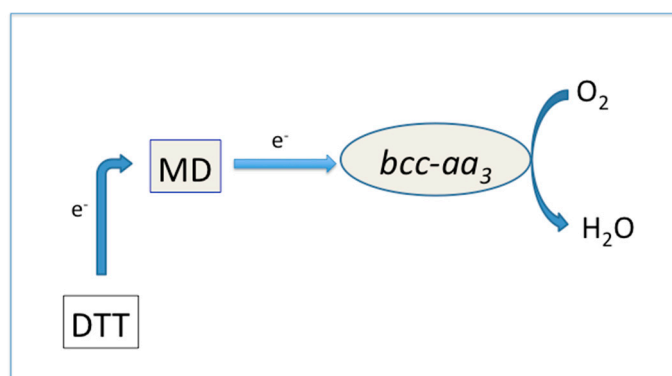 O₂
e⁻
MD
bcc-aa₃
e⁻
H₂O
DTT